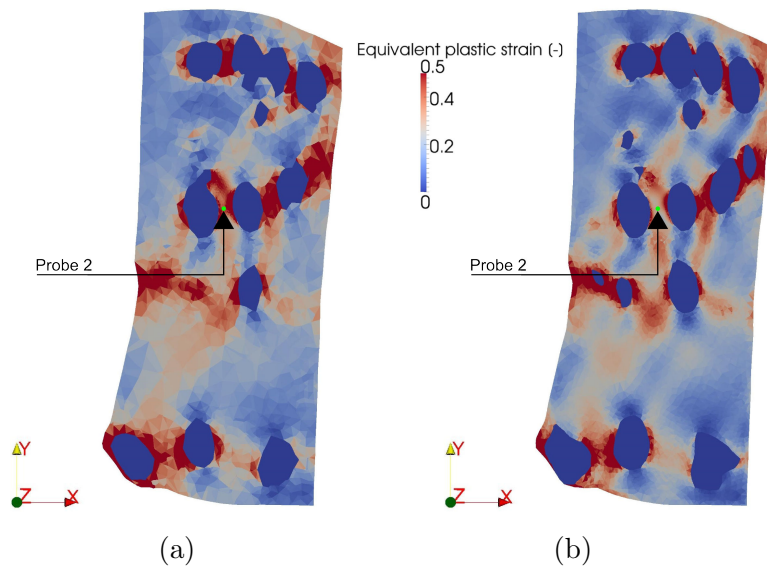 Equivalent plastic strain (-)
0.5
0.4
0.2
0
Probe 2
Probe 2
Y
Z
X
Y
Z
X
(a)
(b)